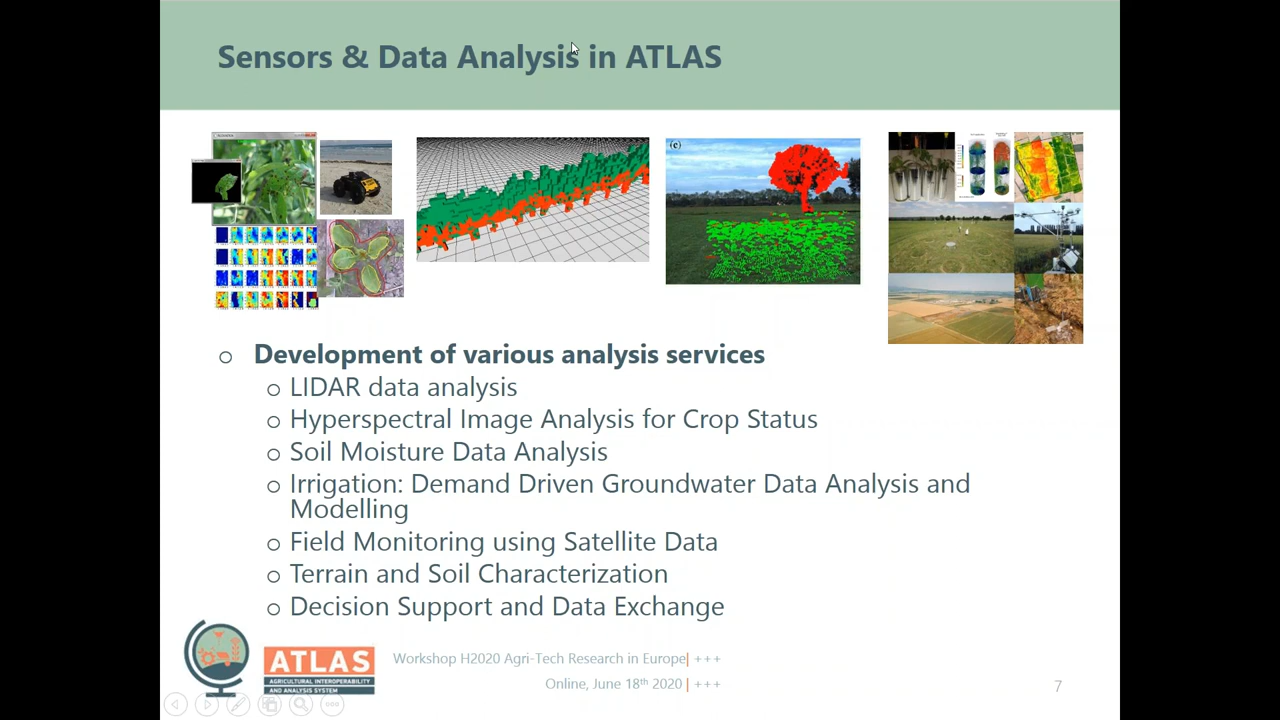 Sensors & Data Analysis in ATLAS
(c)
o Development of various analysis services
o LIDAR data analysis
o Hyperspectral Image Analysis for Crop Status
o Soil Moisture Data Analysis
o Irrigation: Demand Driven Groundwater Data Analysis and
Modelling
o Field Monitoring using Satellite Data
o Terrain and Soil Characterization
o Decision Support and Data Exchange
ATLAS
AGRICULTURAL INTEROPERABILITY
AND ANALYSIS SYSTEM
Workshop H2020 Agri-Tech Research in Europe| +++
Online, June 18th 2020 | +++
7